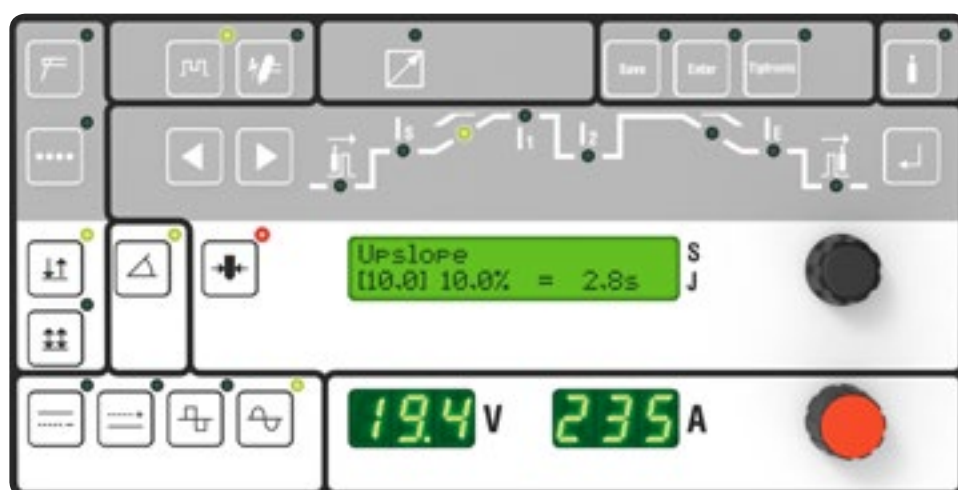 Save Enter Tiptronic
IS I1 I2 IE
Upslope
[10.0] 10.0% = 2.8s
S
J
19.4 V 235 A